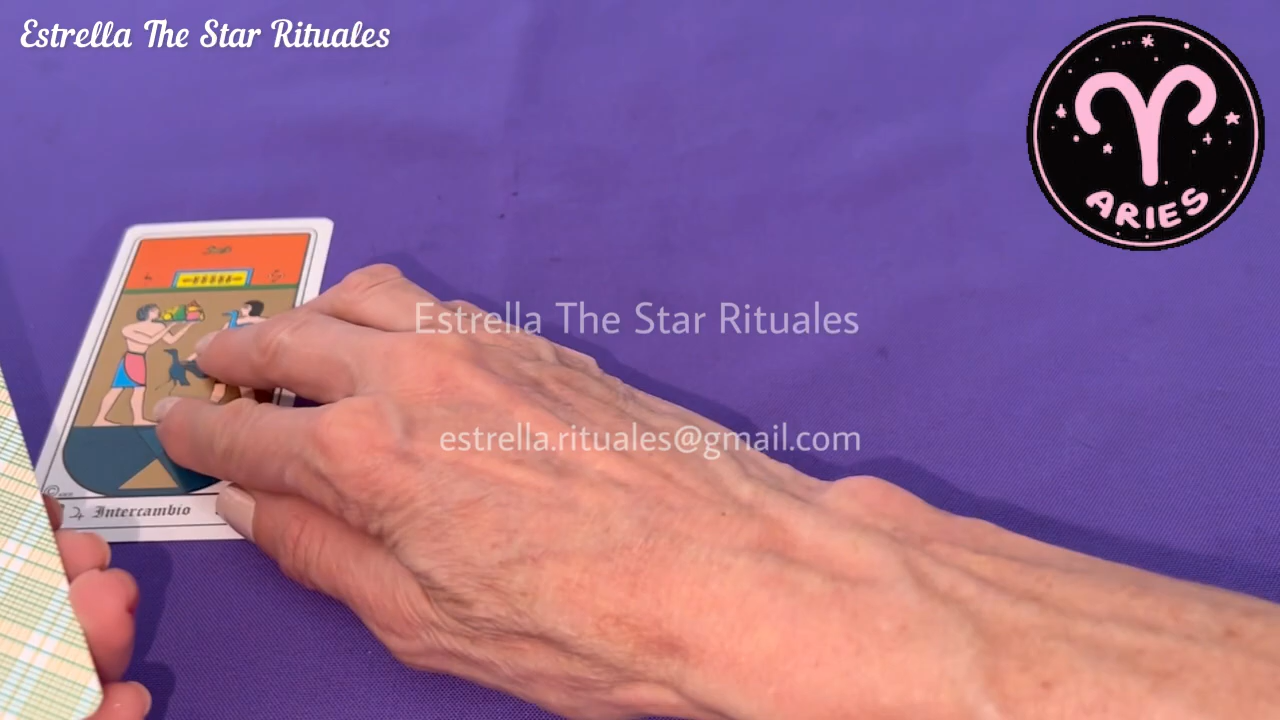 Estrella The Star Rituales
ARIES
Estrella The Star Rituales
estrella.rituales@gmail.com
Intercambio